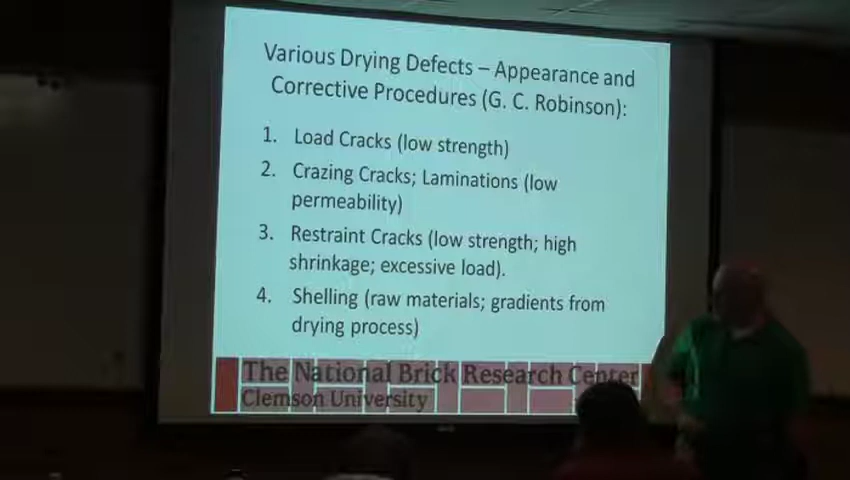 Various Drying Defects – Appearance and
Corrective Procedures (G. C. Robinson):
1. Load Cracks (low strength)
2. Crazing Cracks; Laminations (low
permeability)
3. Restraint Cracks (low strength; high
shrinkage; excessive load).
4. Shelling (raw materials; gradients from
drying process)
The National Brick Research Center
Clemson University